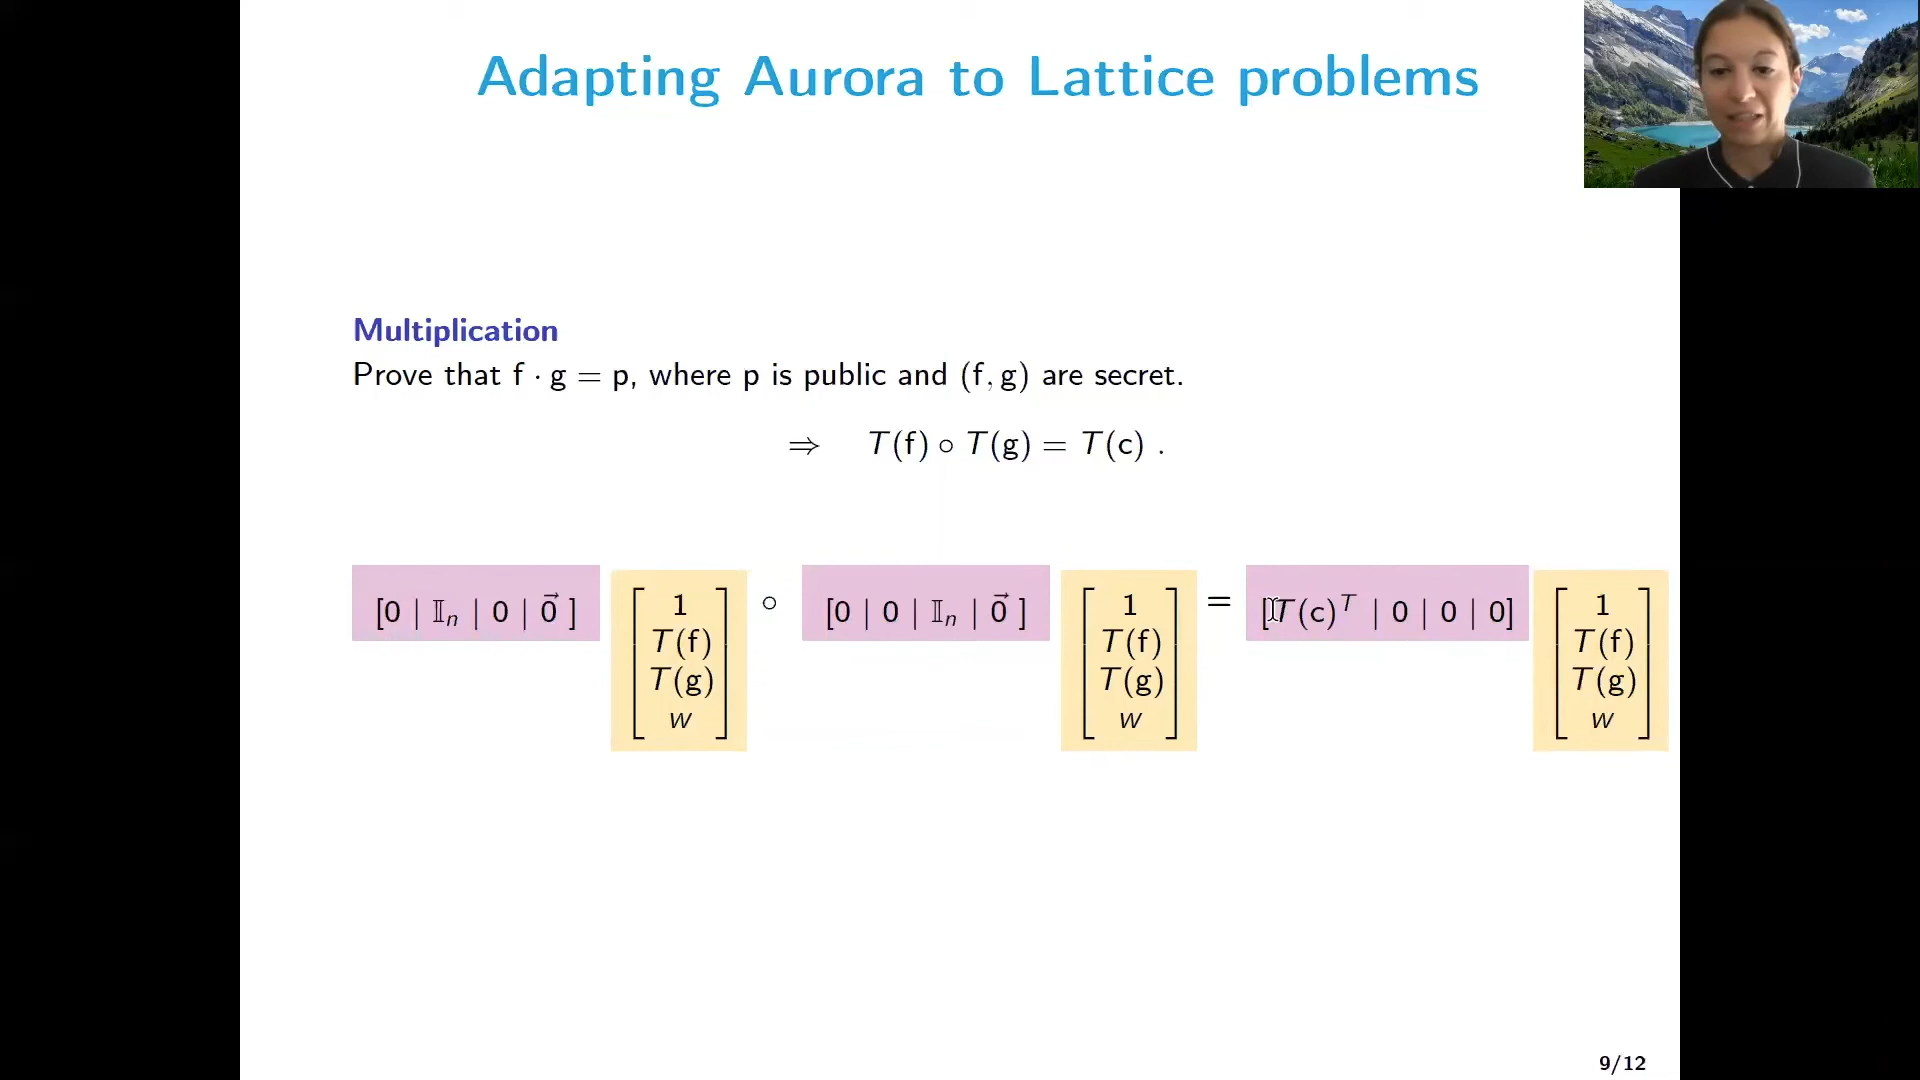 Adapting Aurora to Lattice problems
Multiplication
Prove that f · g = p, where p is public and (f, g) are secret.
⇒ T(f) ∘ T(g) = T(c) .
[0 | 𝕀ₙ | 0 | 0⃗ ] [1 T(f) T(g) w] ∘ [0 | 0 | 𝕀ₙ | 0⃗ ] [1 T(f) T(g) w] = [T(c)ᵀ | 0 | 0 | 0] [1 T(f) T(g) w]
9/12